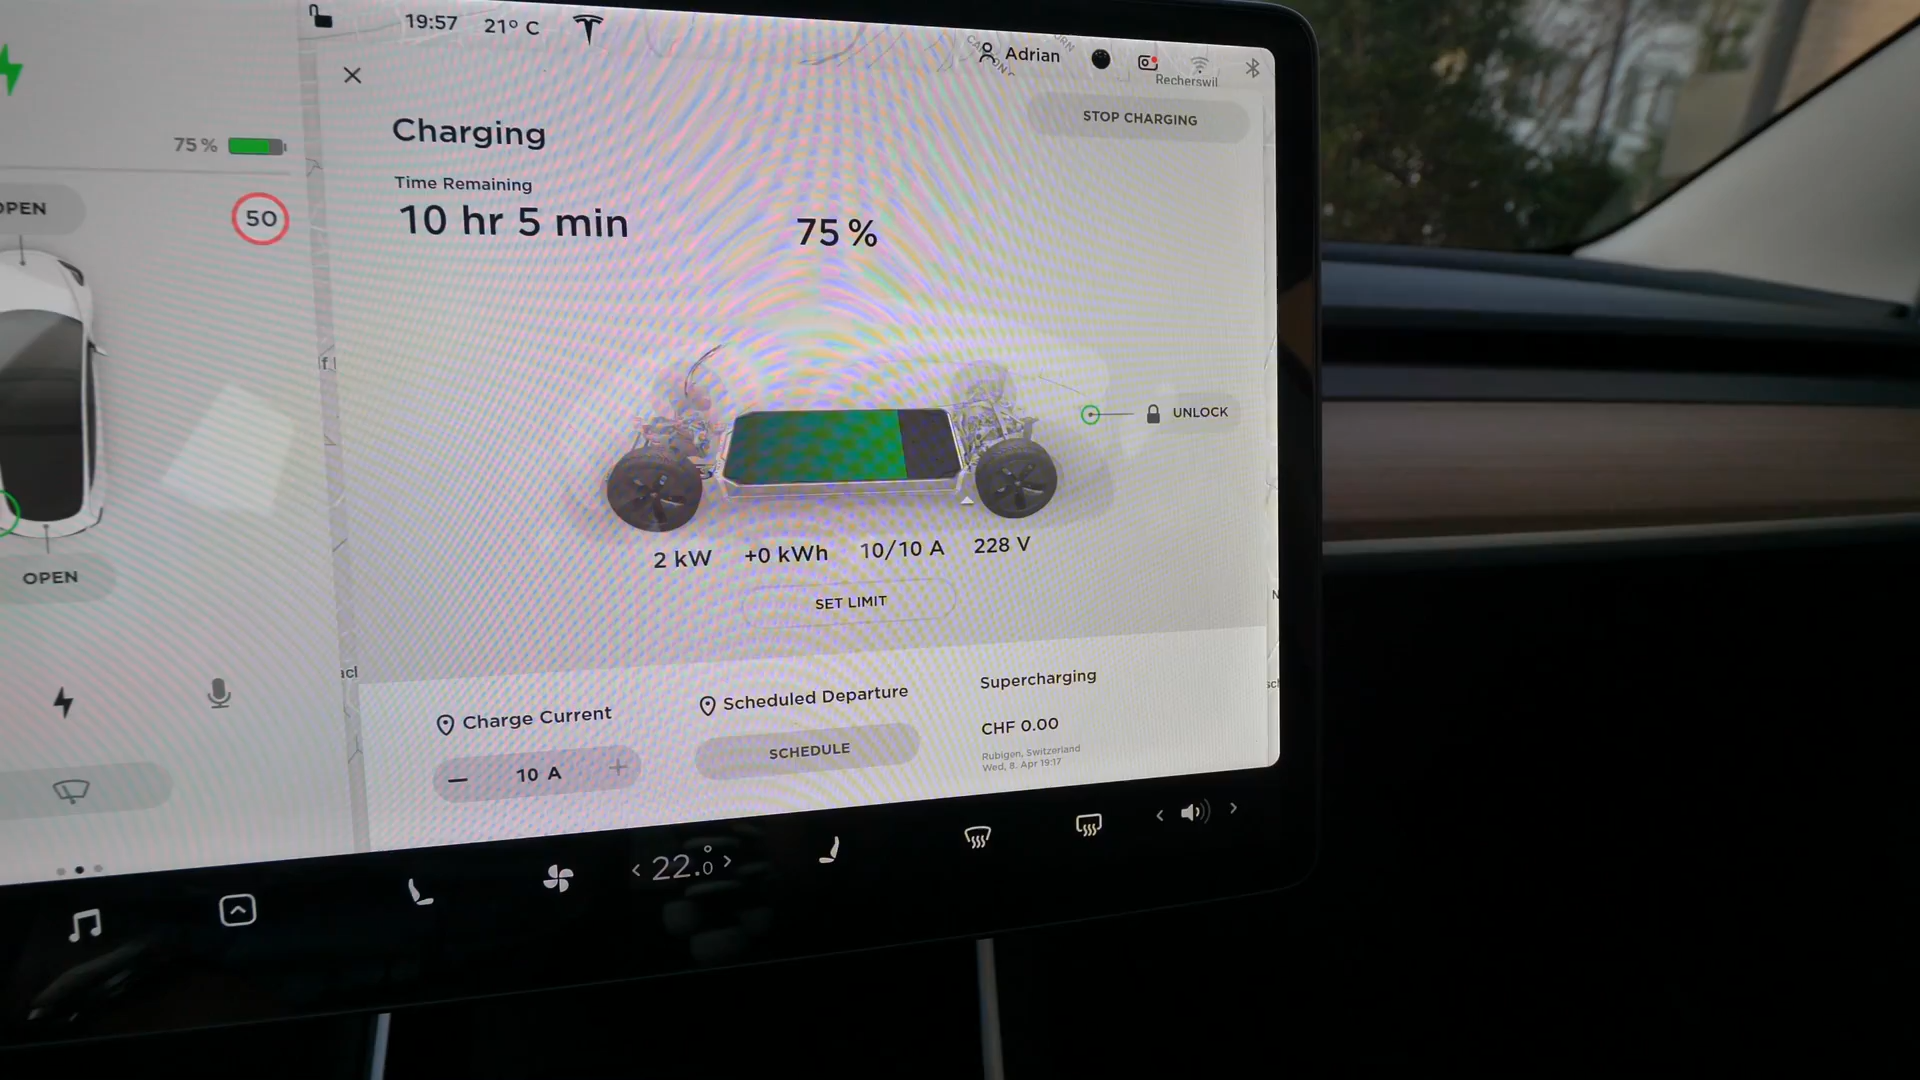 19:57
21° C
Adrian
Recherswil
75 %
STOP CHARGING
Charging
Time Remaining
10 hr 5 min
75 %
OPEN
50
UNLOCK
2 kW
+0 kWh
10/10 A
228 V
SET LIMIT
OPEN
Charge Current
10 A
Scheduled Departure
SCHEDULE
Supercharging
CHF 0.00
Rubigen, Switzerland
Wed, 8. Apr 19:17
22.0°